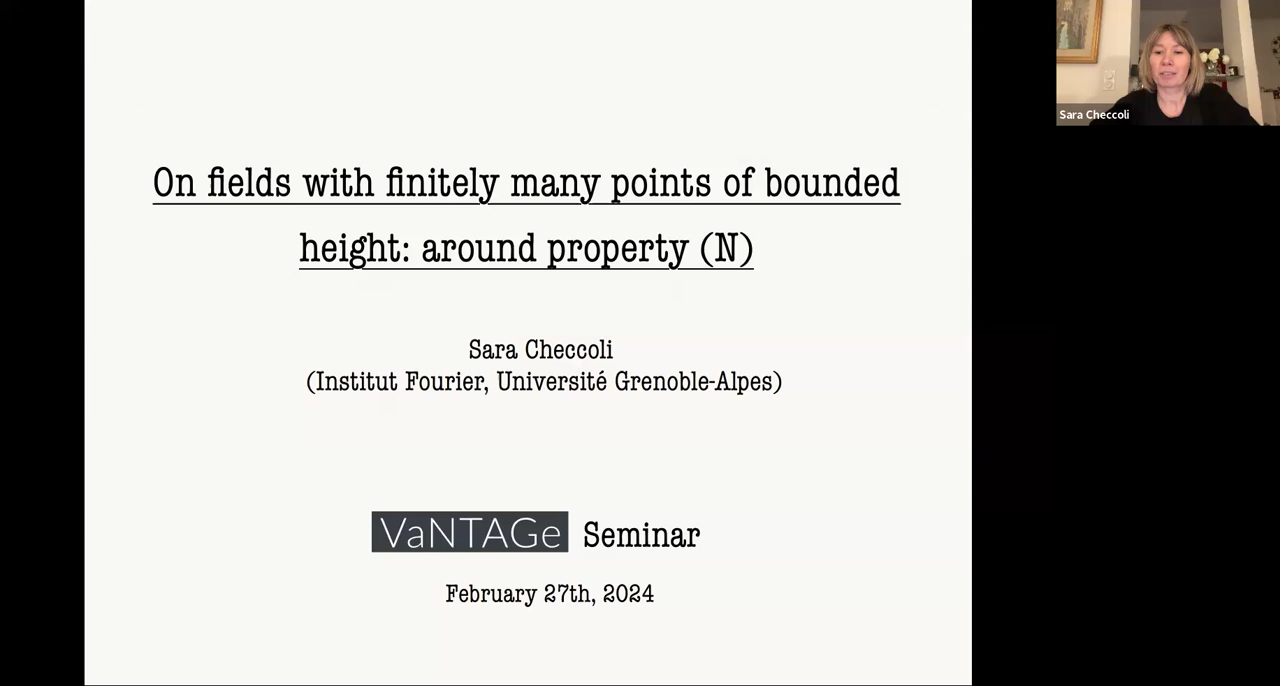 On fields with finitely many points of bounded
height: around property (N)
Sara Checcoli
(Institut Fourier, Université Grenoble-Alpes)
VaNTAGe Seminar
February 27th, 2024
Sara Checcoli